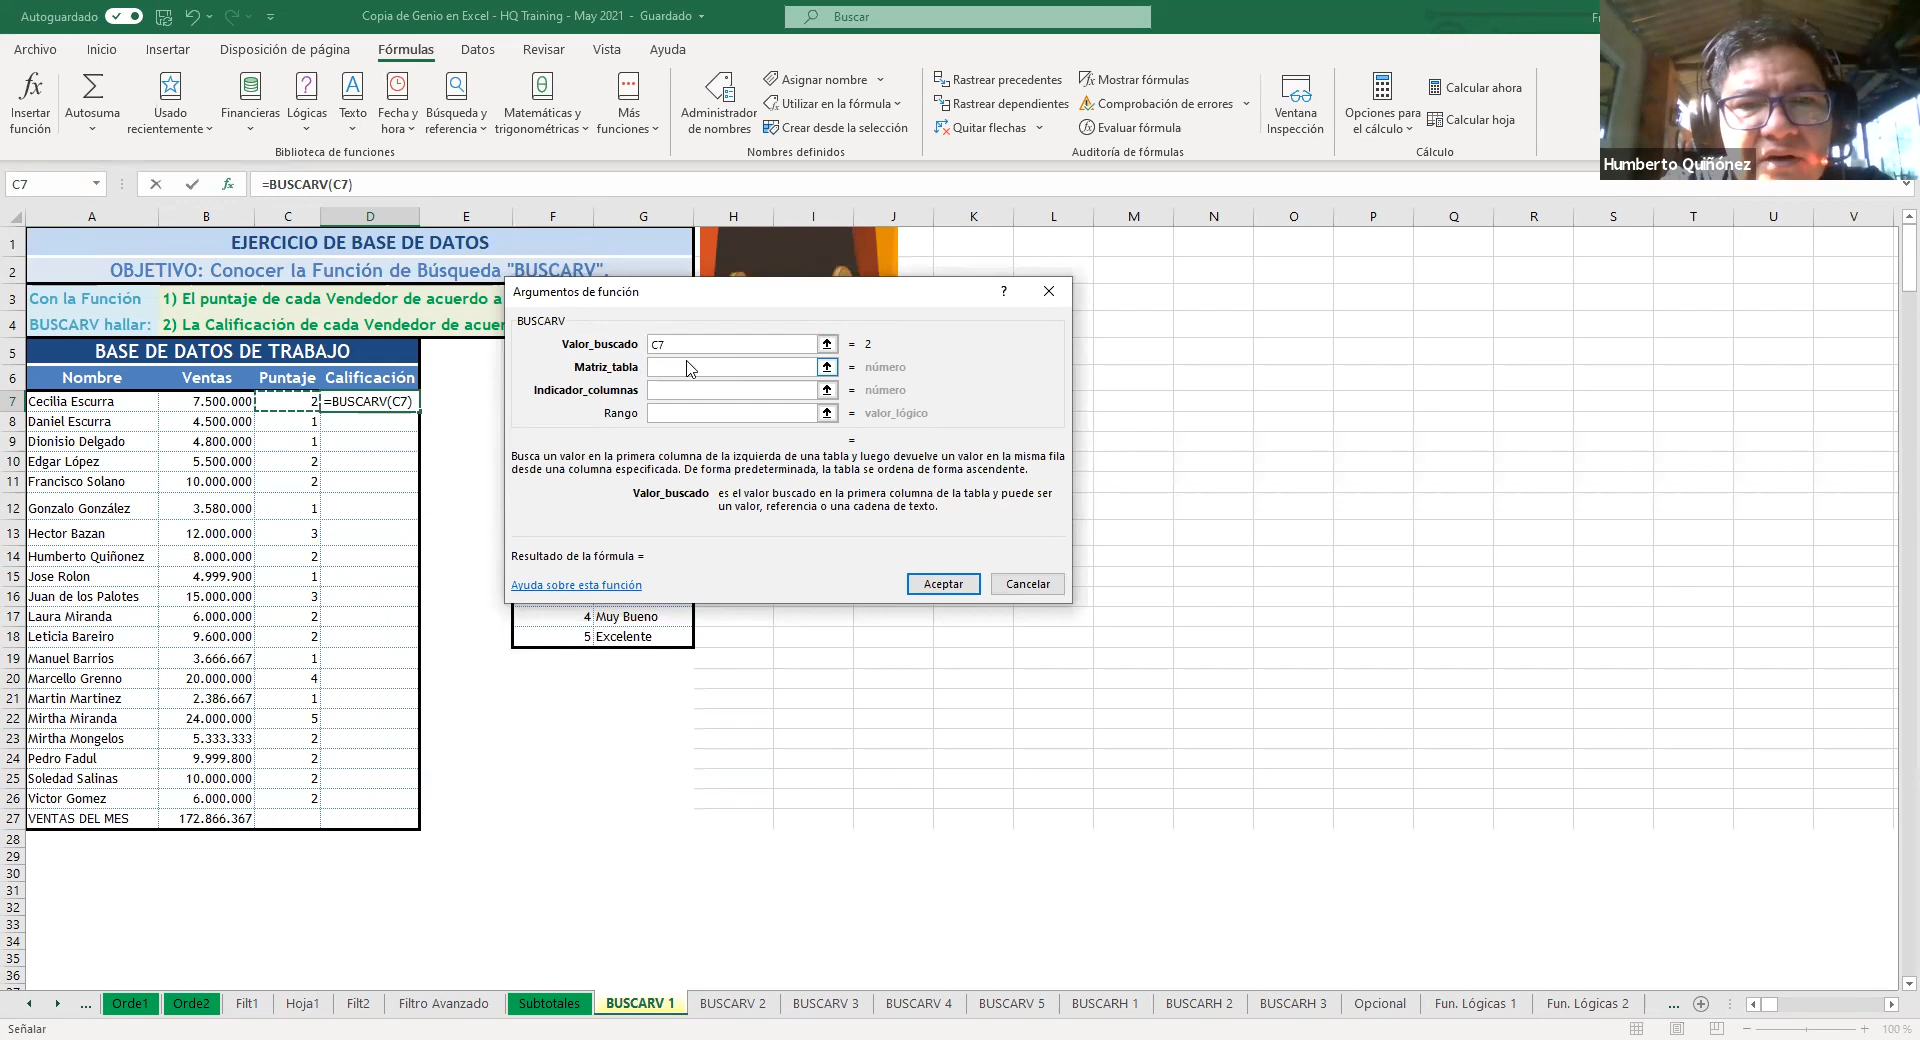 Autoguardado
Copia de Genio en Excel - HQ Training - May 2021 - Guardado
Buscar
Archivo Inicio Insertar Disposición de página Fórmulas Datos Revisar Vista Ayuda
Insertar función
Autosuma
Usado recientemente
Financieras
Lógicas
Texto
Fecha y hora
Búsqueda y referencia
Matemáticas y trigonométricas
Más funciones
Biblioteca de funciones
Administrador de nombres
Asignar nombre
Utilizar en la fórmula
Crear desde la selección
Nombres definidos
Rastrear precedentes
Rastrear dependientes
Quitar flechas
Mostrar fórmulas
Comprobación de errores
Evaluar fórmula
Auditoría de fórmulas
Ventana Inspección
Opciones para el cálculo
Calcular ahora
Calcular hoja
Cálculo
Humberto Quiñónez
C7 fx =BUSCARV(C7)
A B C D E F G H I J K L M N O P Q R S T U V
1 EJERCICIO DE BASE DE DATOS
2 OBJETIVO: Conocer la Función de Búsqueda "BUSCARV".
3 Con la Función 1) El puntaje de cada Vendedor de acuerdo a
4 BUSCARV hallar: 2) La Calificación de cada Vendedor de acuer
5 BASE DE DATOS DE TRABAJO
6 Nombre Ventas Puntaje Calificación
7 Cecilia Escurra 7.500.000 2 =BUSCARV(C7)
8 Daniel Escurra 4.500.000 1
9 Dionisio Delgado 4.800.000 1
10 Edgar López 5.500.000 2
11 Francisco Solano 10.000.000 2
12 Gonzalo González 3.580.000 1
13 Hector Bazan 12.000.000 3
14 Humberto Quiñonez 8.000.000 2
15 Jose Rolon 4.999.900 1
16 Juan de los Palotes 15.000.000 3
17 Laura Miranda 6.000.000 2 4 Muy Bueno
18 Leticia Bareiro 9.600.000 2 5 Excelente
19 Manuel Barrios 3.666.667 1
20 Marcello Grenno 20.000.000 4
21 Martin Martinez 2.386.667 1
22 Mirtha Miranda 24.000.000 5
23 Mirtha Mongelos 5.333.333 2
24 Pedro Fadul 9.999.800 2
25 Soledad Salinas 10.000.000 2
26 Victor Gomez 6.000.000 2
27 VENTAS DEL MES 172.866.367
28
29
30
31
32
33
34
35
36
Argumentos de función ?
BUSCARV
Valor_buscado C7 = 2
Matriz_tabla = número
Indicador_columnas = número
Rango = valor_lógico
=
Busca un valor en la primera columna de la izquierda de una tabla y luego devuelve un valor en la misma fila
desde una columna especificada. De forma predeterminada, la tabla se ordena de forma ascendente.
Valor_buscado es el valor buscado en la primera columna de la tabla y puede ser
un valor, referencia o una cadena de texto.
Resultado de la fórmula =
Ayuda sobre esta función Aceptar Cancelar
... Orde1 Orde2 Filt1 Hoja1 Filt2 Filtro Avanzado Subtotales BUSCARV 1 BUSCARV 2 BUSCARV 3 BUSCARV 4 BUSCARV 5 BUSCARH 1 BUSCARH 2 BUSCARH 3 Opcional Fun. Lógicas 1 Fun. Lógicas 2 ...
Señalar 100 %